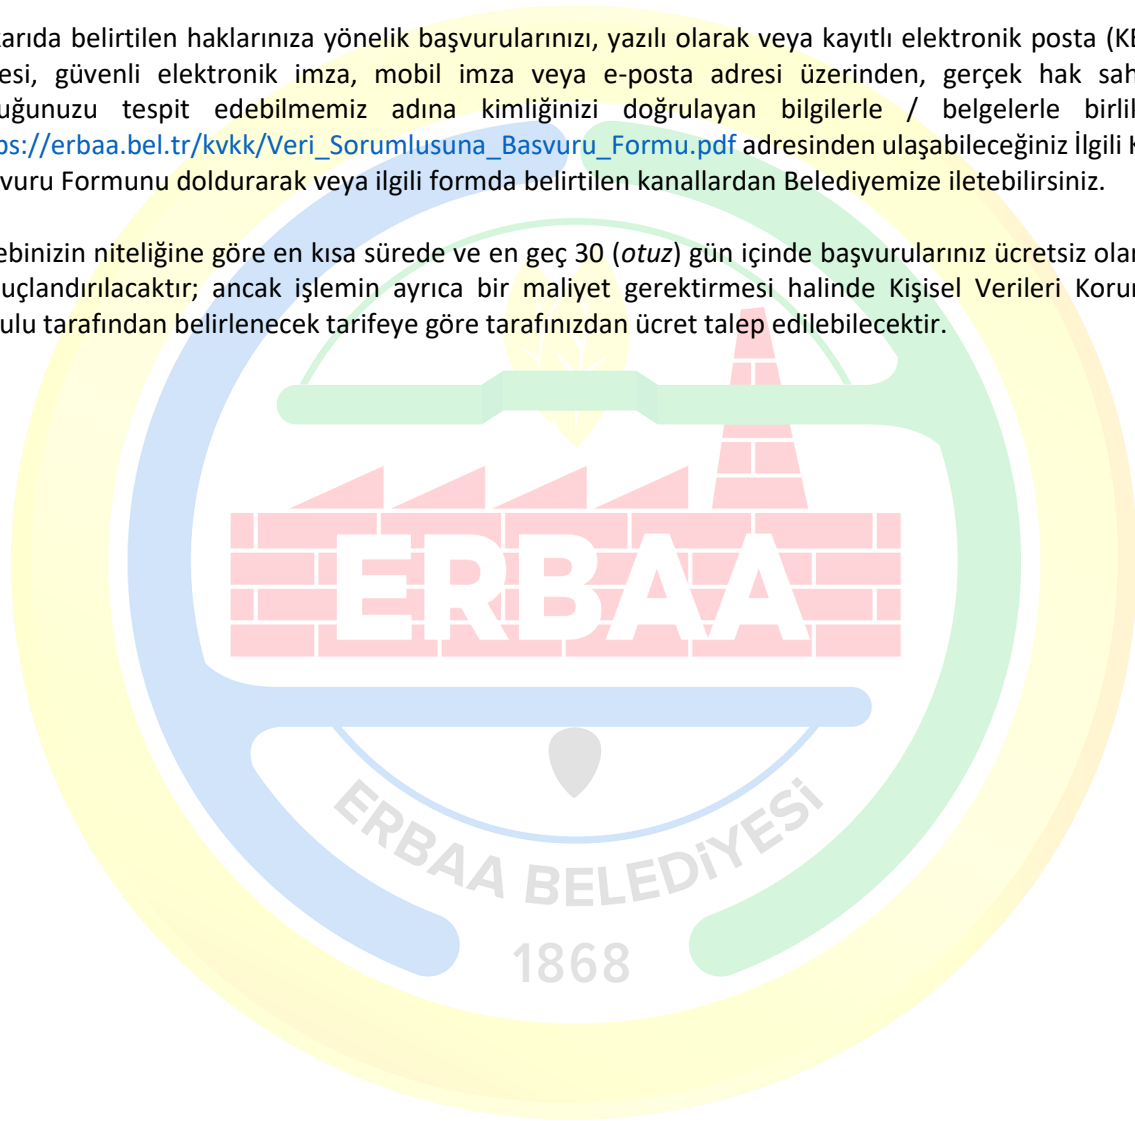 arıda belirtilen haklarınıza yönelik başvurularınızı, yazılı olarak veya kayıtlı elektronik posta (KE
esi, güvenli elektronik imza, mobil imza veya e-posta adresi üzerinden, gerçek hak sah
uğunuzu tespit edebilmemiz adına kimliğinizi doğrulayan bilgilerle / belgelerle birli
ps://erbaa.bel.tr/kvkk/Veri_Sorumlusuna_Basvuru_Formu.pdf adresinden ulaşabileceğiniz İlgili K
vuru Formunu doldurarak veya ilgili formda belirtilen kanallardan Belediyemize iletebilirsiniz.
ebinizin niteliğine göre en kısa sürede ve en geç 30 (otuz) gün içinde başvurularınız ücretsiz olar
uçlandırılacaktır; ancak işlemin ayrıca bir maliyet gerektirmesi halinde Kişisel Verileri Korur
ulu tarafından belirlenecek tarifeye göre tarafınızdan ücret talep edilebilecektir.
ERBAA
ERBAA BELEDİYESİ
1868